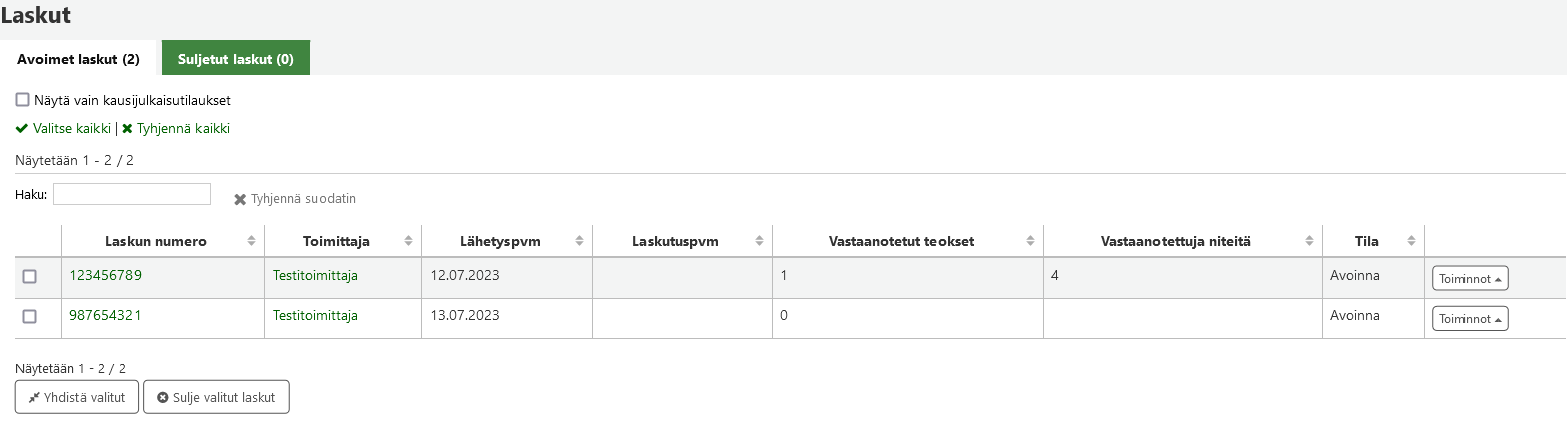 Laskut
Avoimet laskut (2) Suljetut laskut (0)
Näytä vain kausijulkaisutilaukset
Valitse kaikki | Tyhjennä kaikki
Näytetään 1 - 2 / 2
Haku: Tyhjennä suodatin
Laskun numero Toimittaja Lähetyspvm Laskutuspvm Vastaanotetut teokset Vastaanotettuja niteitä Tila
123456789 Testitoimittaja 12.07.2023 1 4 Avoinna Toiminnot
987654321 Testitoimittaja 13.07.2023 0 Avoinna Toiminnot
Näytetään 1 - 2 / 2
Yhdistä valitut Sulje valitut laskut